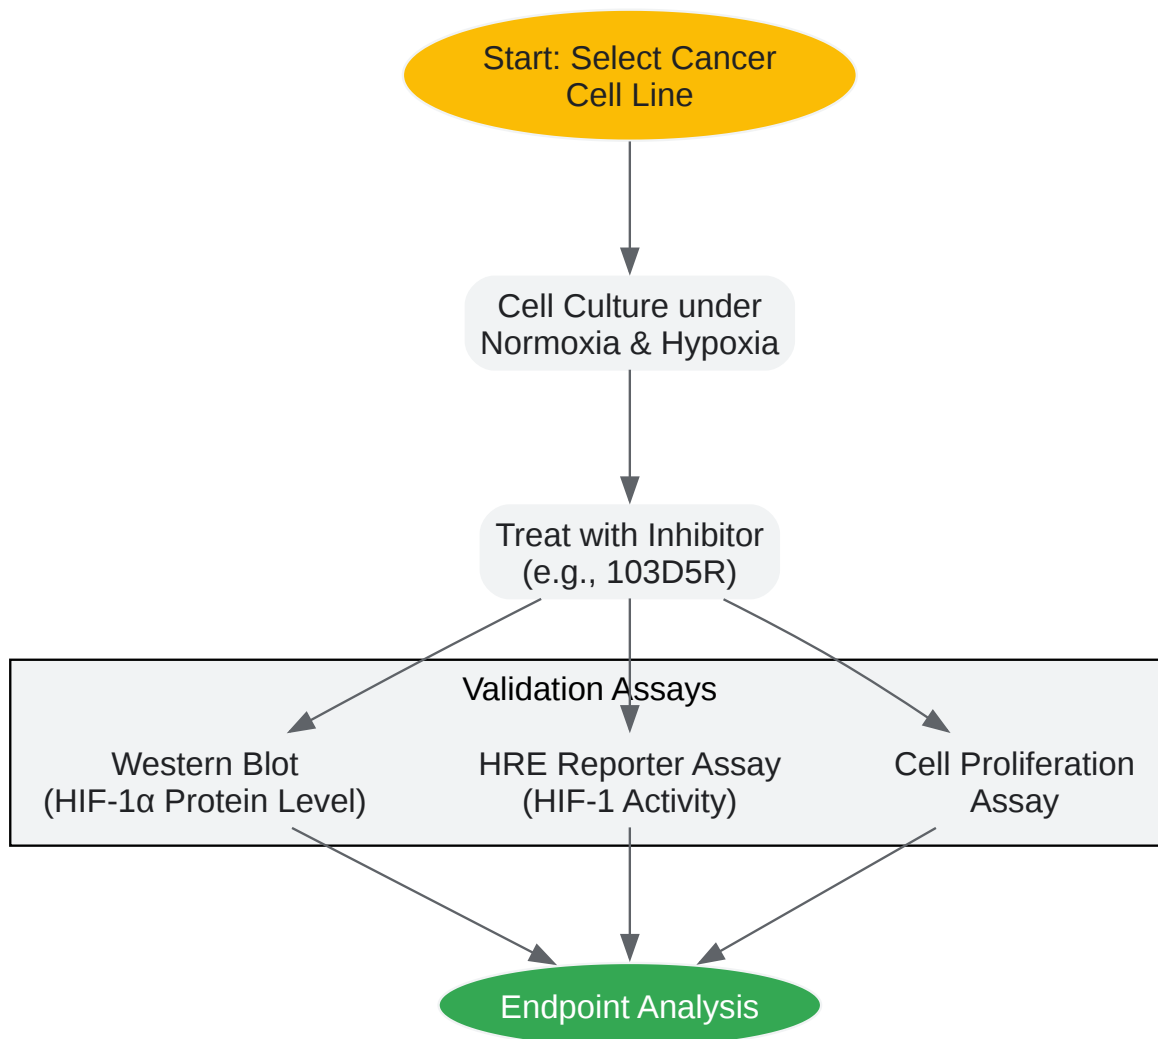 Start: Select Cancer
Cell Line
Cell Culture under
Normoxia & Hypoxia
Treat with Inhibitor
(e.g., 103D5R)
Validation Assays
Western Blot
(HIF-1α Protein Level)
HRE Reporter Assay
(HIF-1 Activity)
Cell Proliferation
Assay
Endpoint Analysis